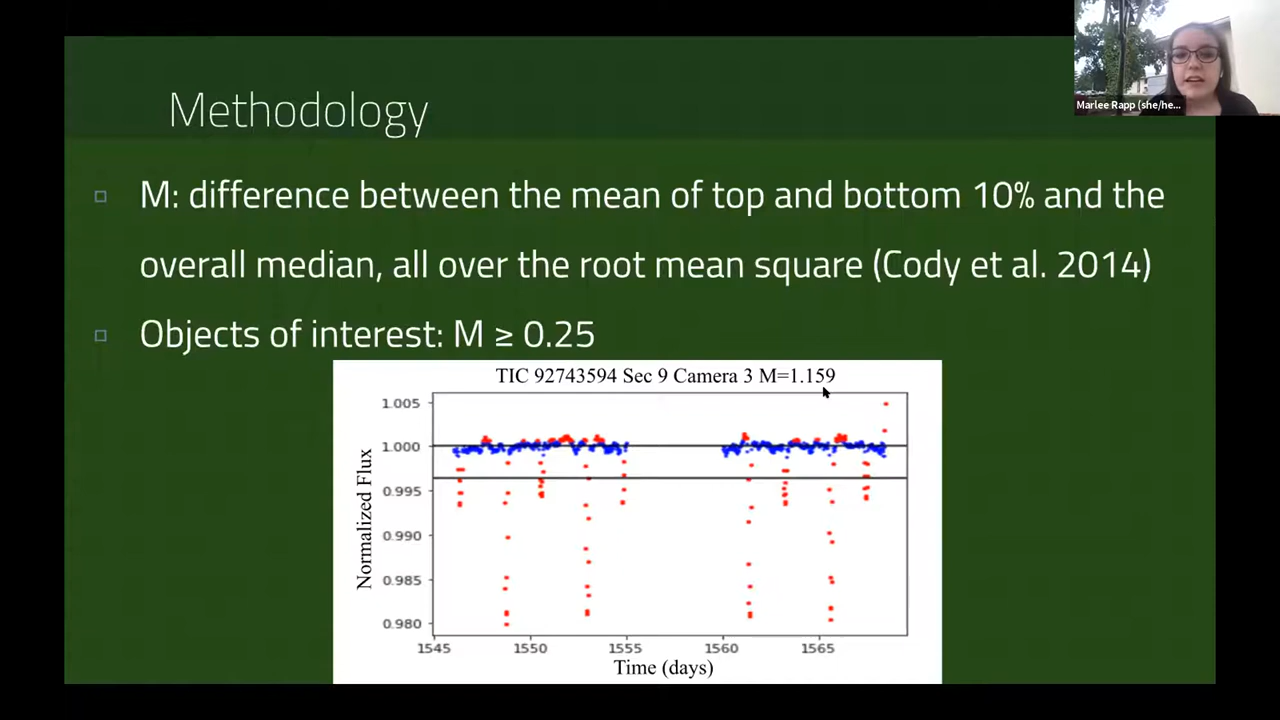 Marlee Rapp (she/he...
Methodology
M: difference between the mean of top and bottom 10% and the
overall median, all over the root mean square (Cody et al. 2014)
Objects of interest: M ≥ 0.25
TIC 92743594 Sec 9 Camera 3 M=1.159
Normalized Flux
1.005
1.000
0.995
0.990
0.985
0.980
1545 1550 1555 1560 1565
Time (days)